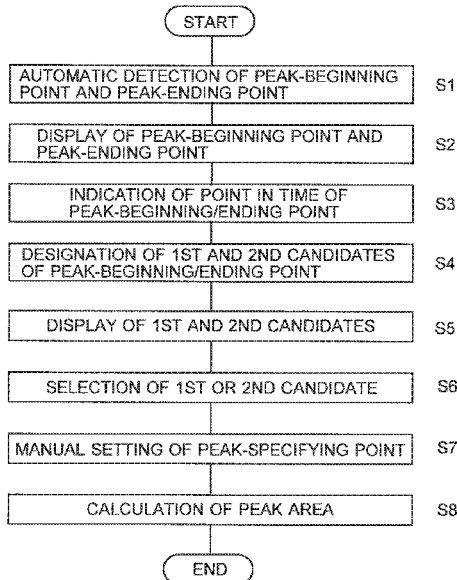 START
AUTOMATIC DETECTION OF PEAK-BEGINNING
POINT AND PEAK-ENDING POINT
S1
DISPLAY OF PEAK-BEGINNING POINT AND
PEAK-ENDING POINT
S2
INDICATION OF POINT IN TIME OF
PEAK-BEGINNING/ENDING POINT
S3
DESIGNATION OF 1ST AND 2ND CANDIDATES
OF PEAK-BEGINNING/ENDING POINT
S4
DISPLAY OF 1ST AND 2ND CANDIDATES
S5
SELECTION OF 1ST OR 2ND CANDIDATE
S6
MANUAL SETTING OF PEAK-SPECIFYING POINT
S7
CALCULATION OF PEAK AREA
S8
END